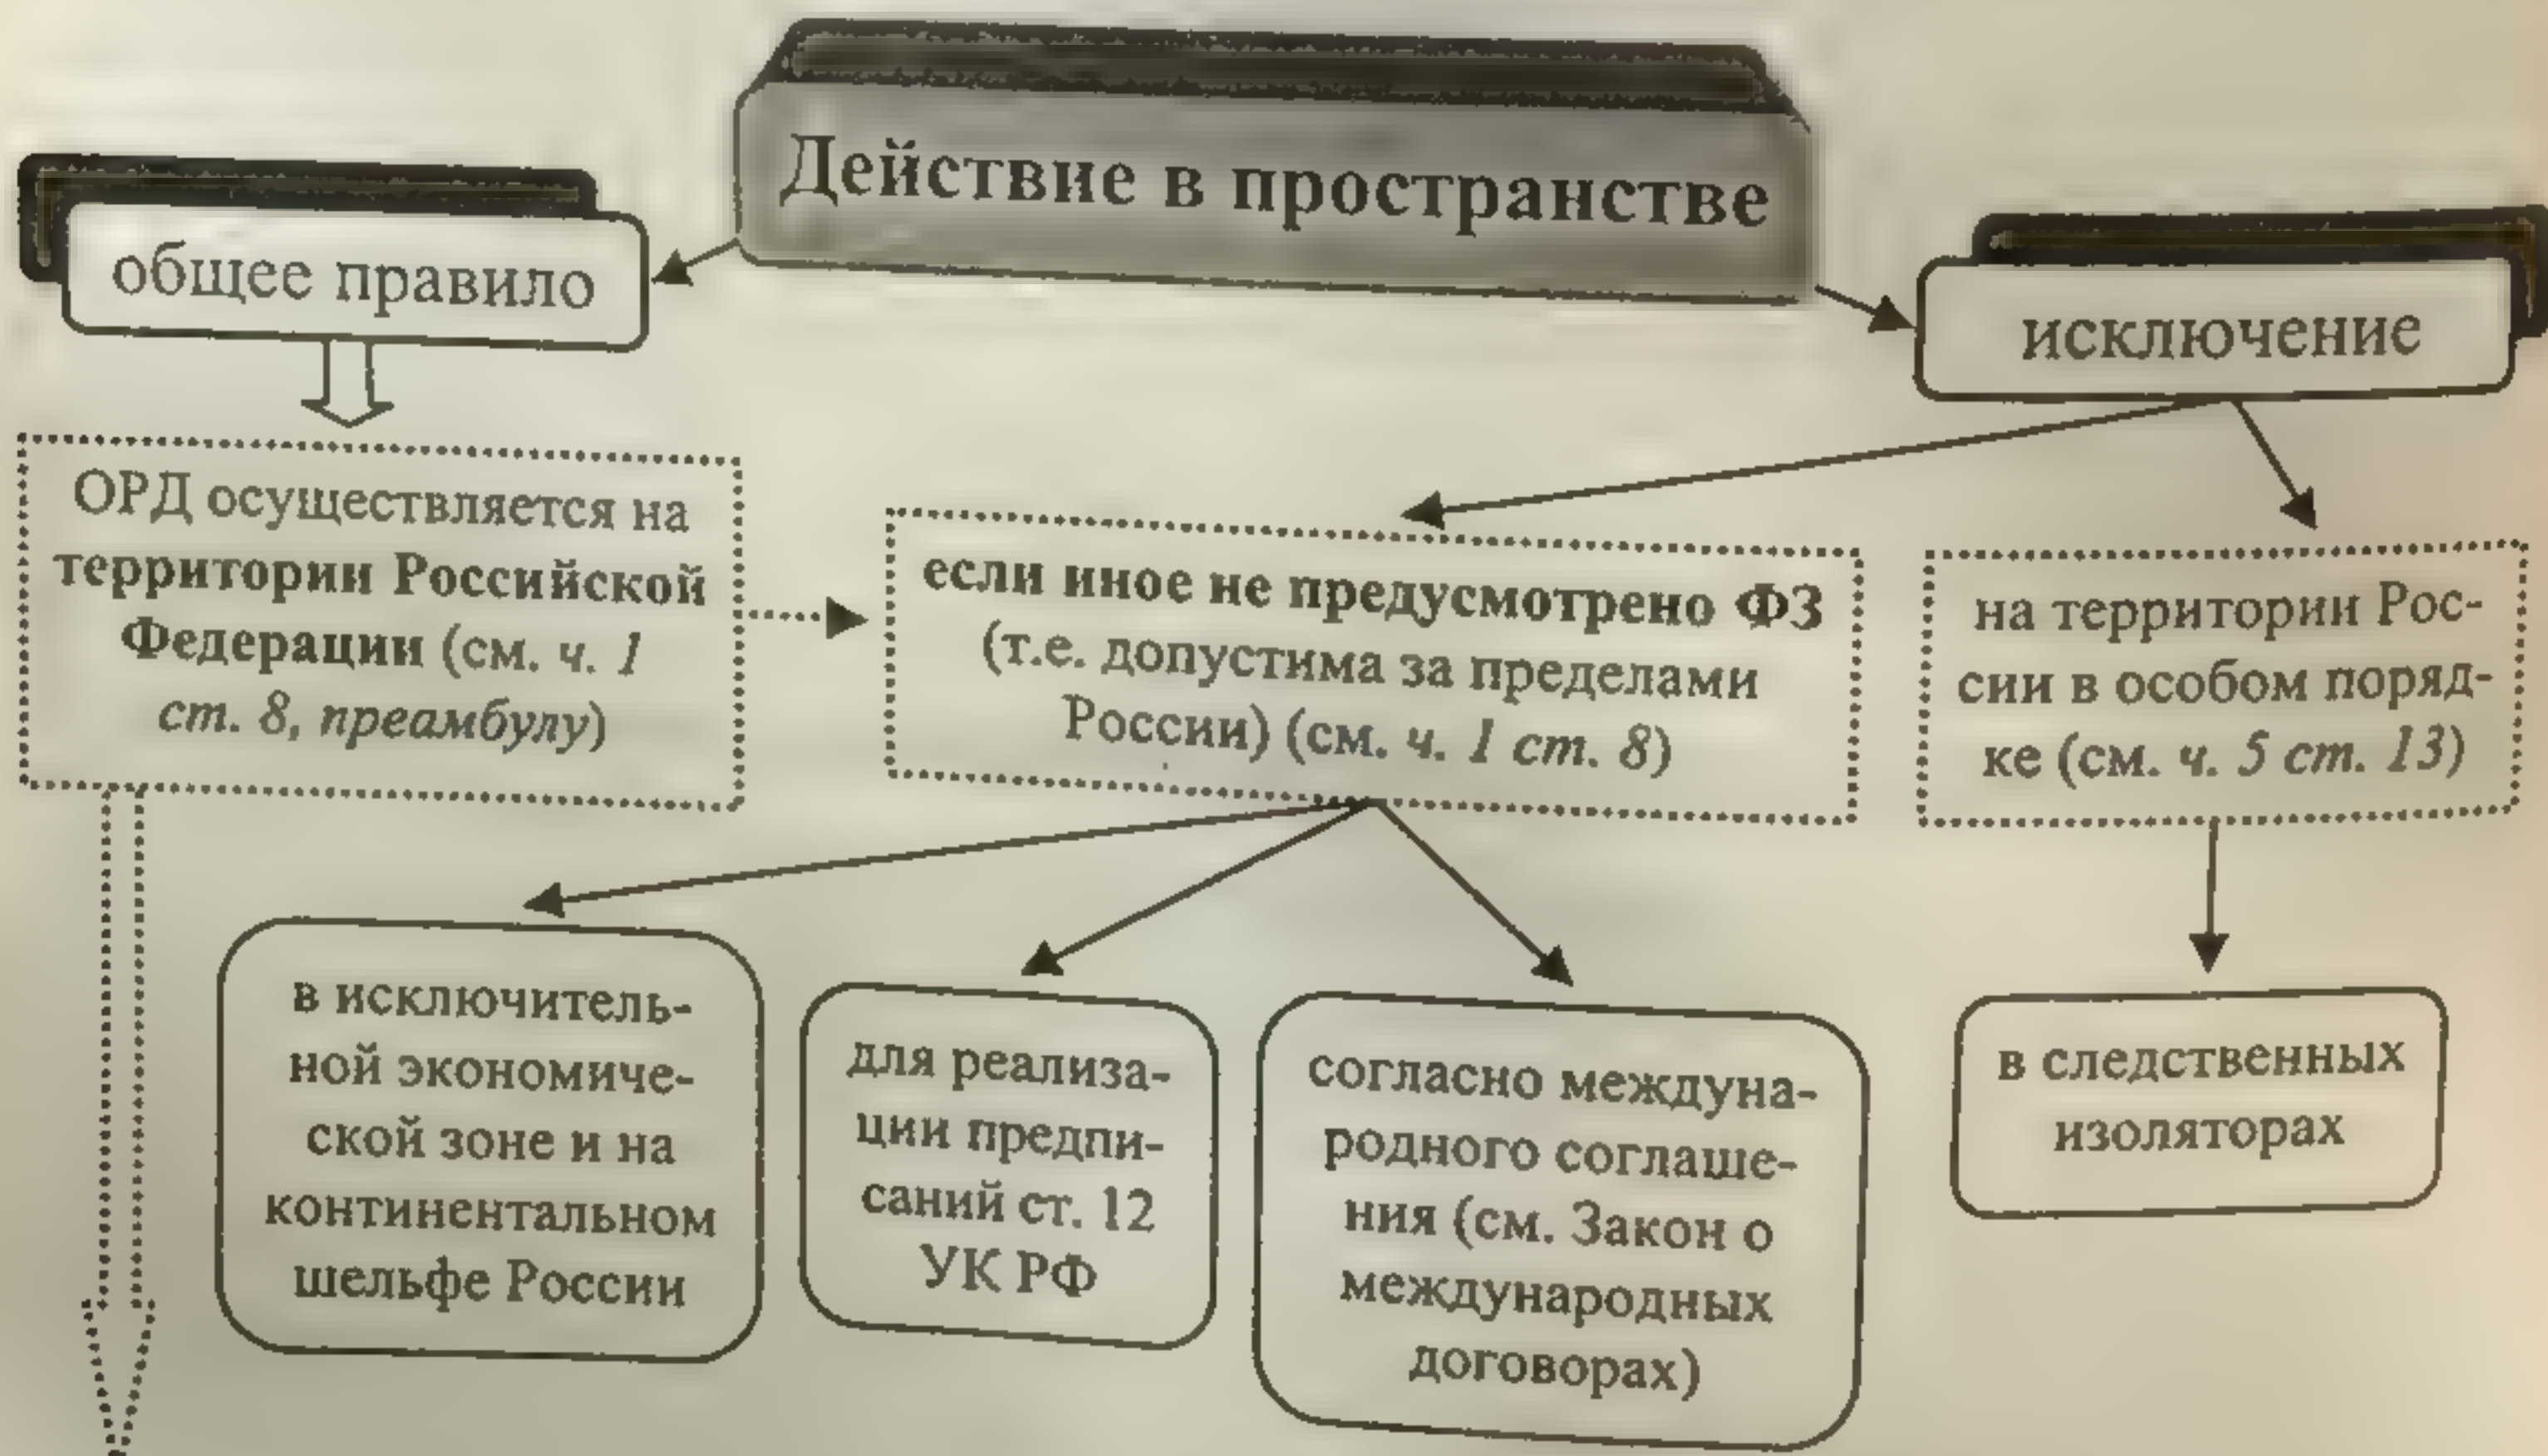 Действие в пространстве
общее правило
исключение
ОРД осуществляется на
территории Российской
Федерации (см. ч. 1
ст. 8, преамбулу)
если иное не предусмотрено ФЗ
(т.е. допустима за пределами
России) (см. ч. 1 ст. 8)
на территории Рос-
сии в особом поряд-
ке (см. ч. 5 ст. 13)
в исключитель-
ной экономиче-
ской зоне и на
континентальном
шельфе России
для реализа-
ции предпи-
саний ст. 12
УК РФ
согласно междуна-
родного соглаше-
ния (см. Закон о
международных
договорах)
в следственных
изоляторах